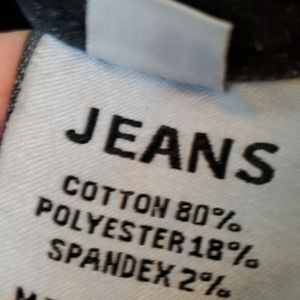 JEANS
COTTON 80%
POLYESTER 18%
SPANDEX 2%